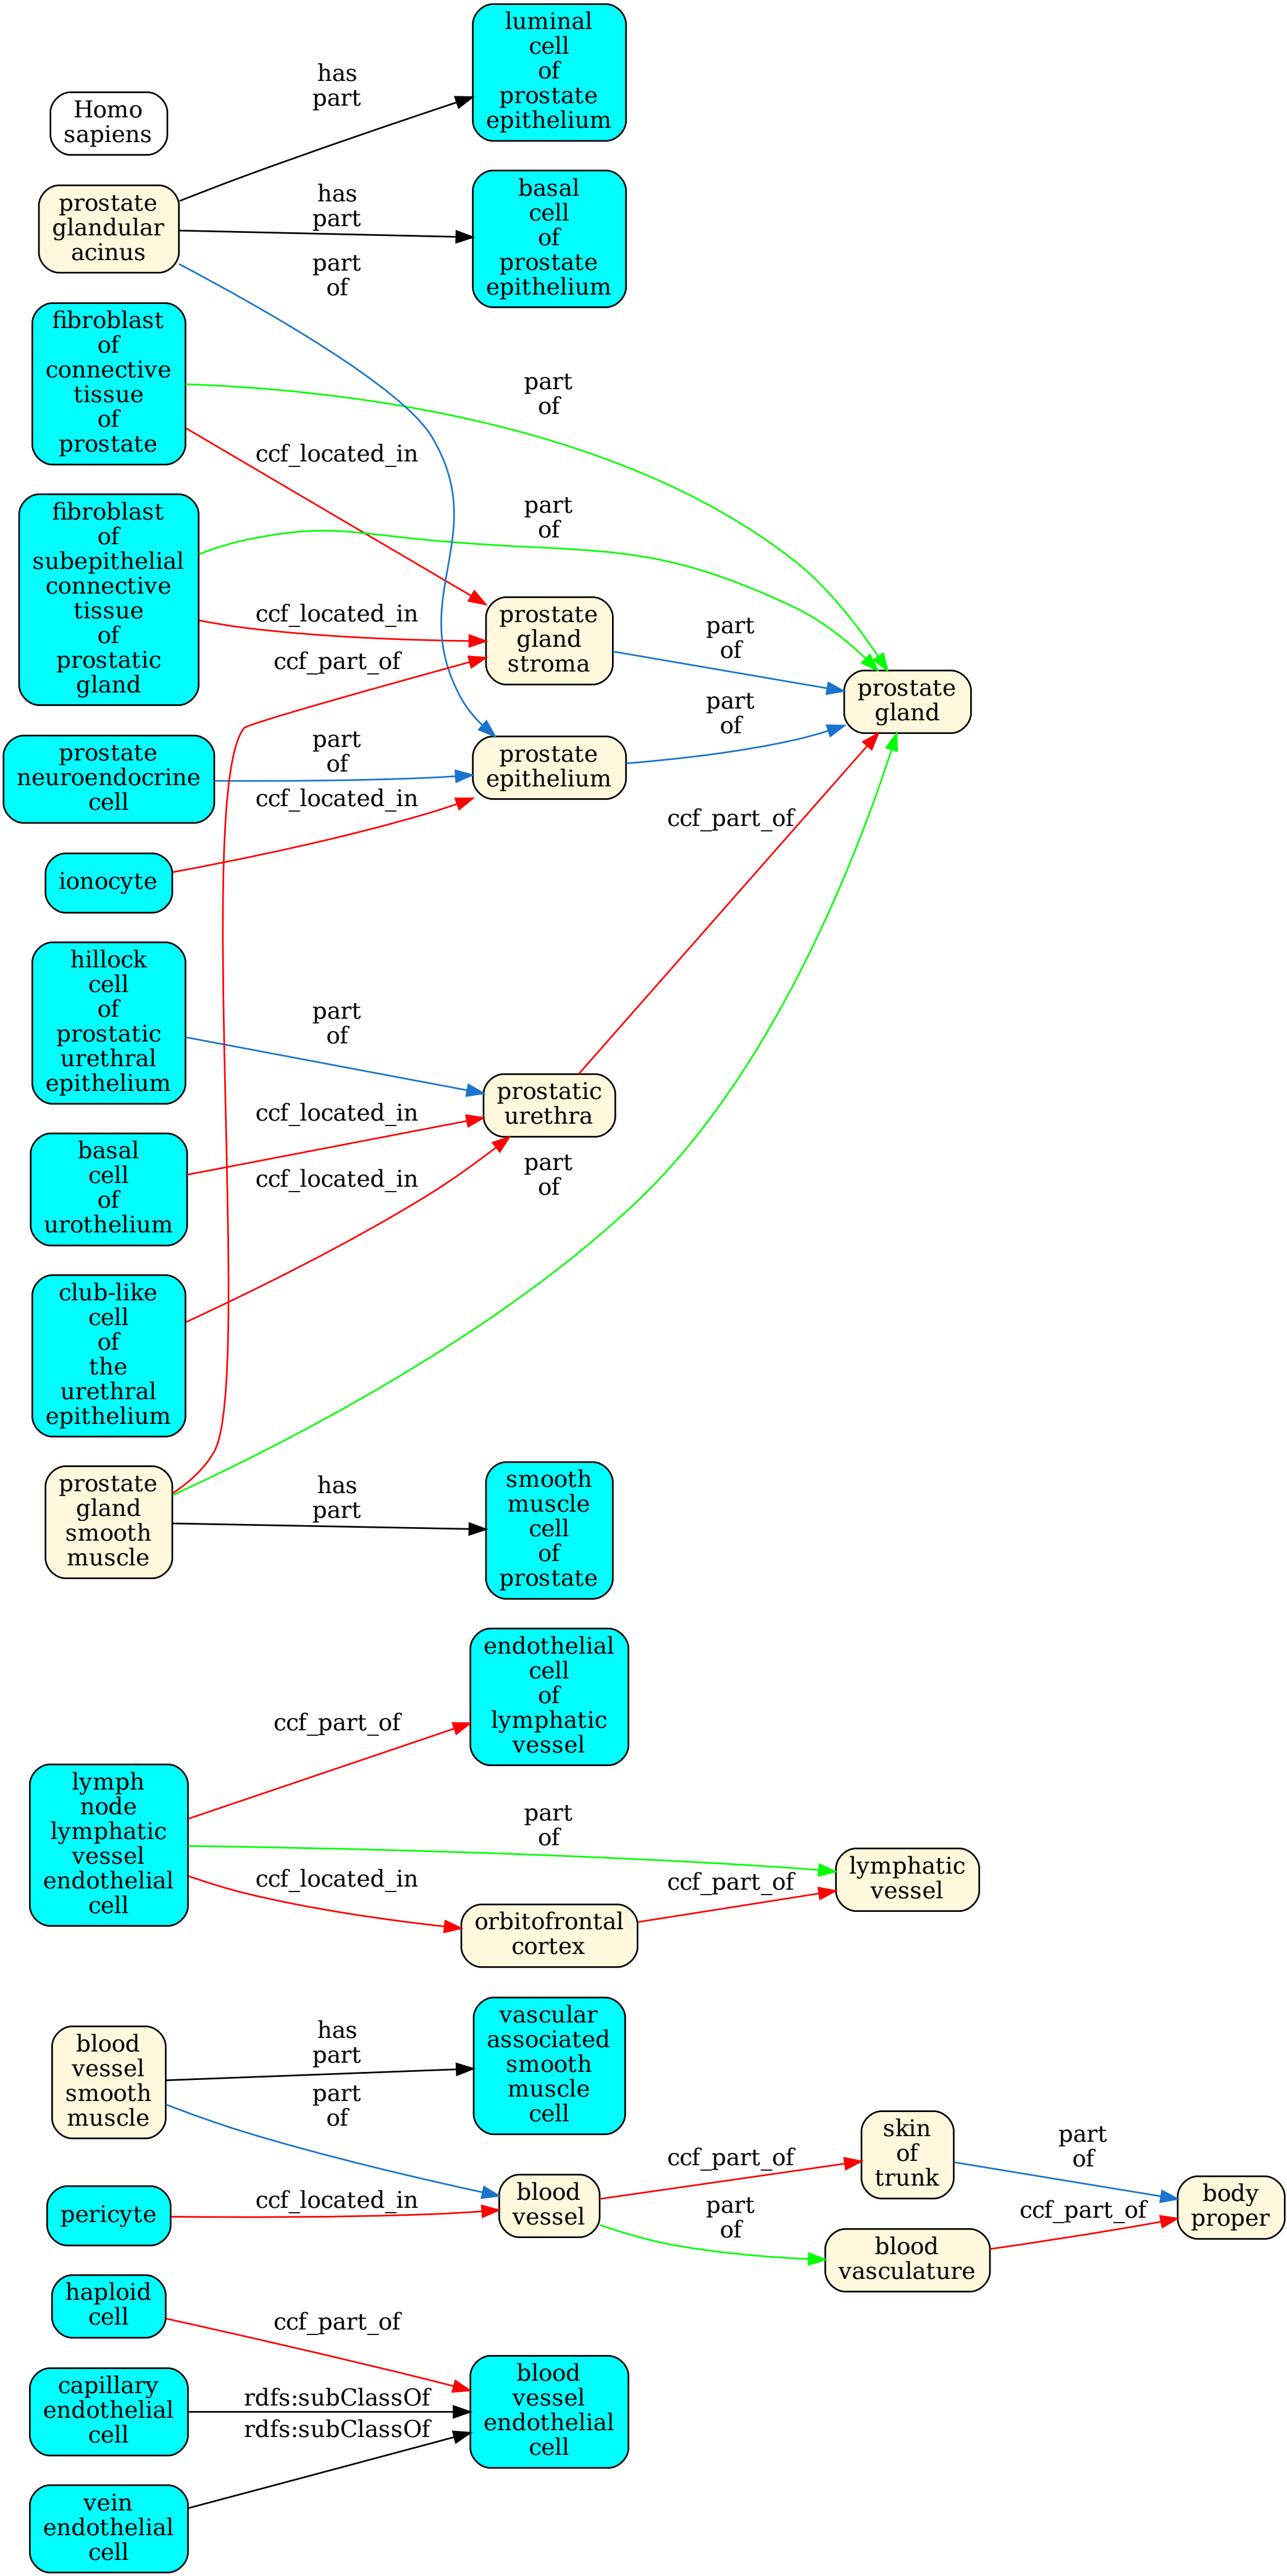 luminal
cell
of
prostate
epithelium
has
part
Homo
sapiens
prostate
glandular
acinus
has
part
basal
cell
of
prostate
epithelium
part
of
fibroblast
of
connective
tissue
of
prostate
part
of
ccf_located_in
fibroblast
of
subepithelial
connective
tissue
of
prostatic
gland
part
of
ccf_located_in
ccf_part_of
prostate
gland
stroma
part
of
prostate
gland
prostate
neuroendocrine
cell
part
of
ccf_located_in
prostate
epithelium
part
of
ccf_part_of
ionocyte
hillock
cell
of
prostatic
urethral
epithelium
part
of
prostatic
urethra
basal
cell
of
urothelium
ccf_located_in
ccf_located_in
part
of
club-like
cell
of
the
urethral
epithelium
prostate
gland
smooth
muscle
has
part
smooth
muscle
cell
of
prostate
endothelial
cell
of
lymphatic
vessel
ccf_part_of
lymph
node
lymphatic
vessel
endothelial
cell
part
of
ccf_located_in
orbitofrontal
cortex
ccf_part_of
lymphatic
vessel
blood
vessel
smooth
muscle
has
part
vascular
associated
smooth
muscle
cell
part
of
pericyte
ccf_located_in
blood
vessel
ccf_part_of
part
of
skin
of
trunk
blood
vasculature
part
of
ccf_part_of
body
proper
haploid
cell
ccf_part_of
capillary
endothelial
cell
rdfs:subClassOf
rdfs:subClassOf
blood
vessel
endothelial
cell
vein
endothelial
cell